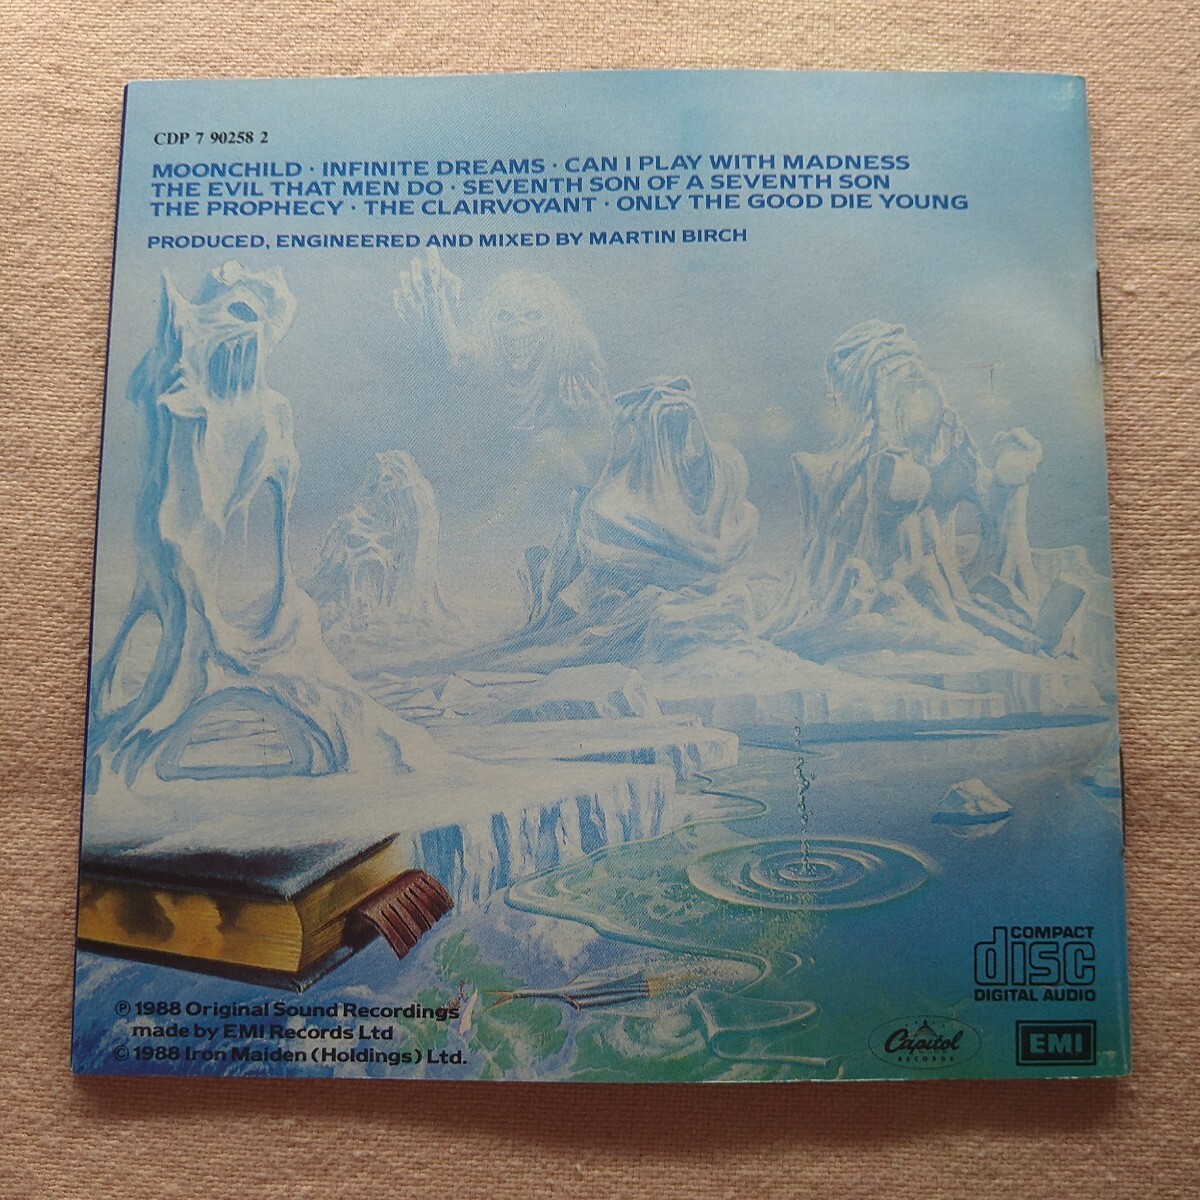 CDP 7 90258 2
MOONCHILD · INFINITE DREAMS · CAN I PLAY WITH MADNESS
THE EVIL THAT MEN DO · SEVENTH SON OF A SEVENTH SON
THE PROPHECY · THE CLAIRVOYANT · ONLY THE GOOD DIE YOUNG
PRODUCED, ENGINEERED AND MIXED BY MARTIN BIRCH
℗ 1988 Original Sound Recordings
made by EMI Records Ltd
© 1988 Iron Maiden (Holdings) Ltd.
COMPACT
disc
DIGITAL AUDIO
Capitol
RECORDS
EMI